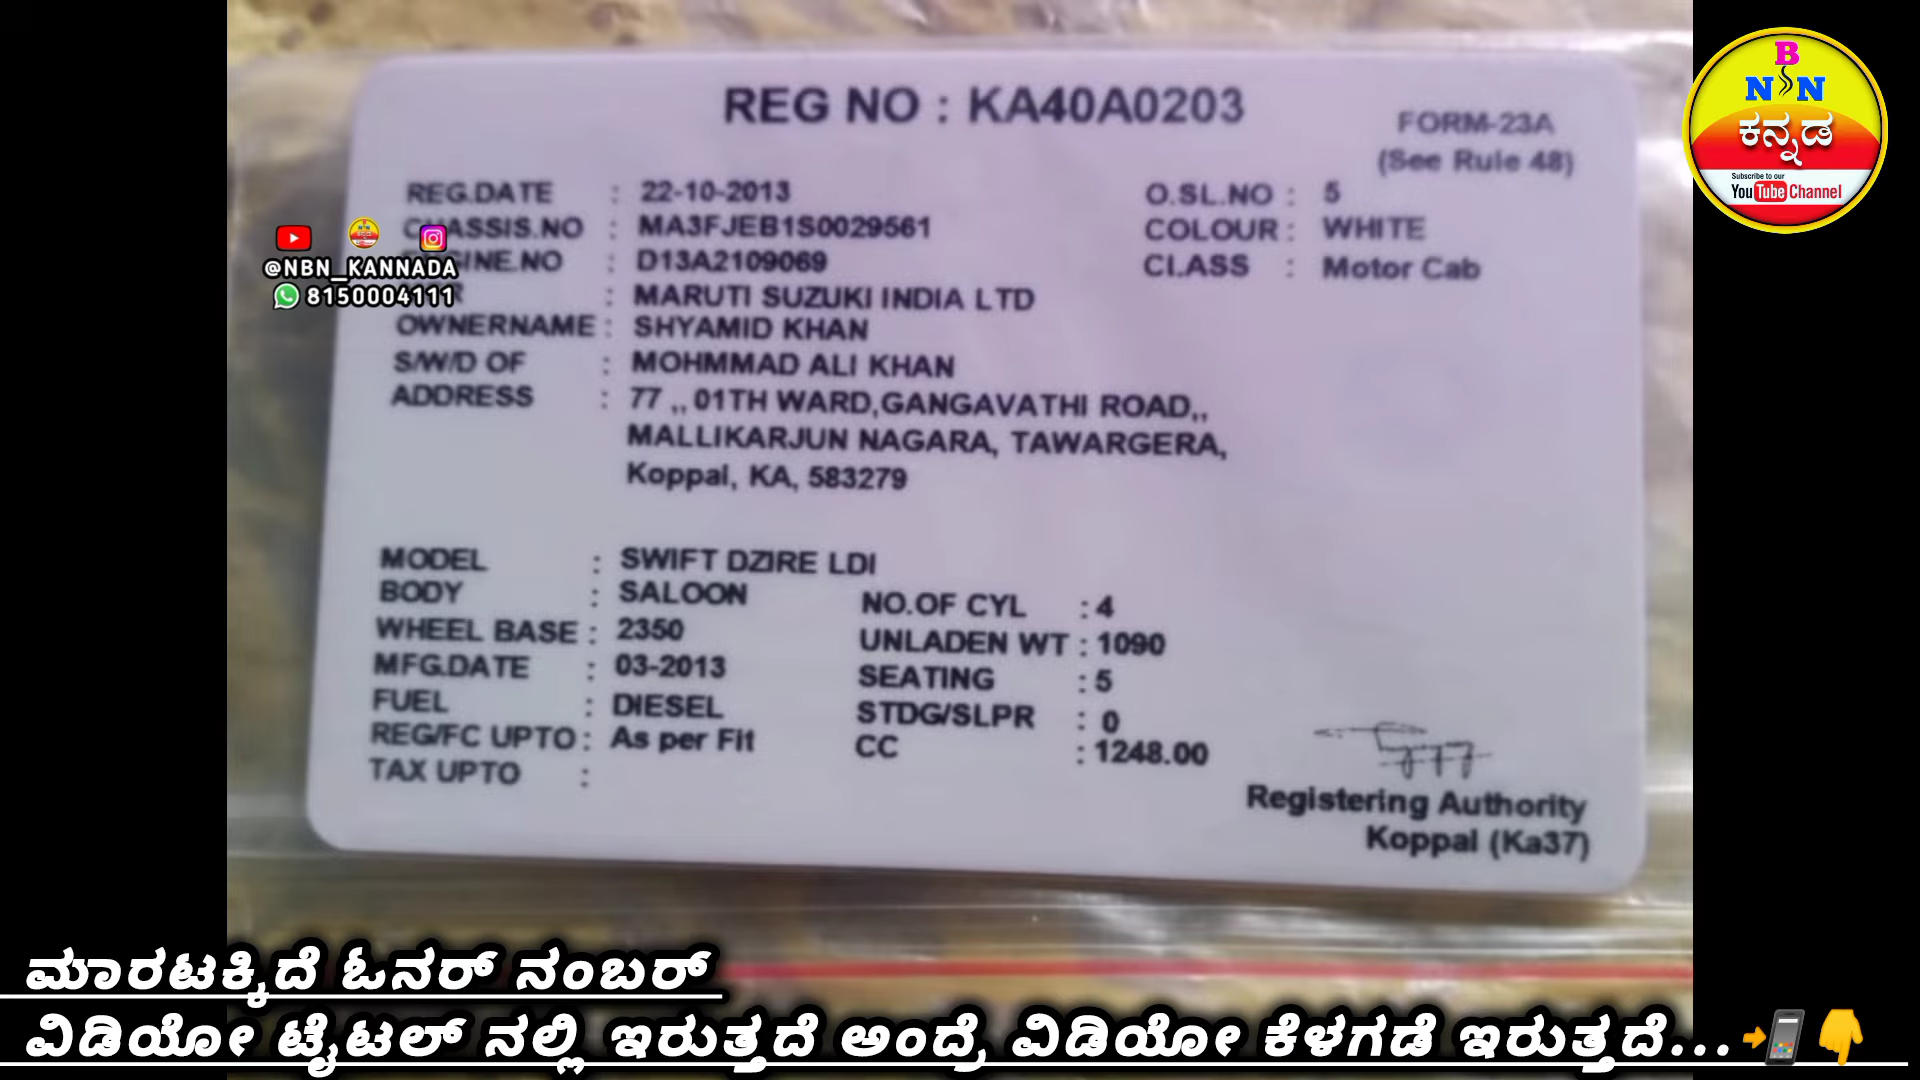 REG NO : KA40A0203
FORM-23A
(See Rule 48)
REG.DATE : 22-10-2013
O.SL.NO : 5
CHASSIS.NO : MA3FJEB1S0029561
COLOUR : WHITE
D13A2109069
CLASS : Motor Cab
: MARUTI SUZUKI INDIA LTD
OWNERNAME : SHYAMID KHAN
S/W/D OF : MOHMMAD ALI KHAN
ADDRESS : 77 ,, 01TH WARD,GANGAVATHI ROAD,,
MALLIKARJUN NAGARA, TAWARGERA,
Koppal, KA, 583279
MODEL : SWIFT DZIRE LDI
BODY : SALOON
NO.OF CYL : 4
WHEEL BASE : 2350
UNLADEN WT : 1090
MFG.DATE : 03-2013
SEATING : 5
FUEL : DIESEL
STDG/SLPR : 0
REG/FC UPTO : As per Fit
CC : 1248.00
TAX UPTO :
Registering Authority
Koppal (Ka37)
@NBN_KANNADA
8150004111
B
N N
ಕನ್ನಡ
Subscribe to our
YouTube Channel
ಮಾರಟಕ್ಕಿದೆ ಓನರ್ ನಂಬರ್
ವಿಡಿಯೋ ಟೈಟಲ್ ನಲ್ಲಿ ಇರುತ್ತದೆ ಅಂದ್ರೆ ವಿಡಿಯೋ ಕೆಳಗಡೆ ಇರುತ್ತದೆ...